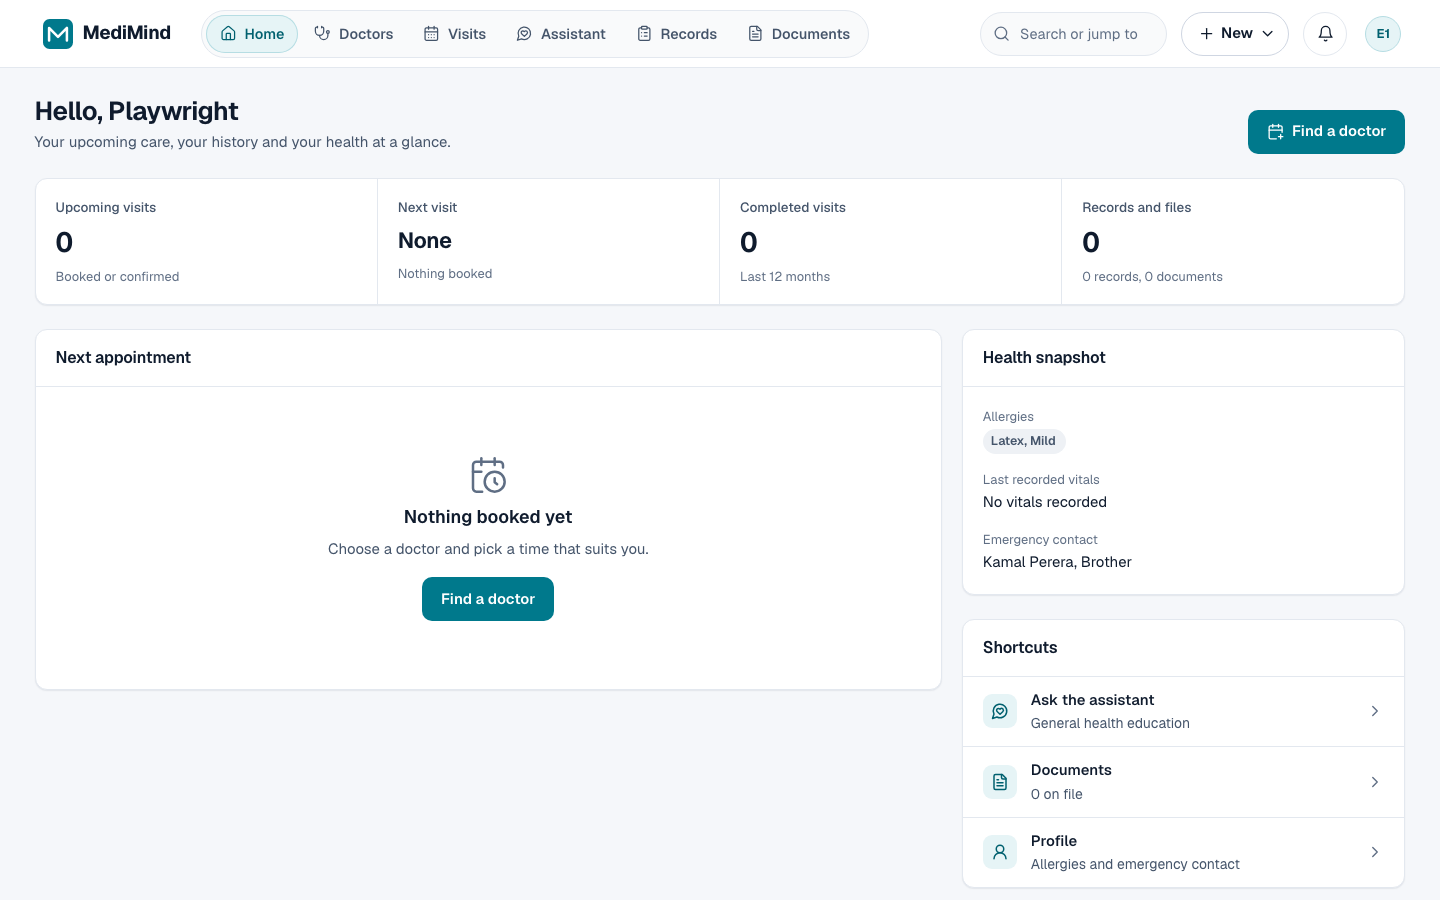 MediMind
Home
Doctors
Visits
Assistant
Records
Documents
Search or jump to
New
E1
Hello, Playwright
Your upcoming care, your history and your health at a glance.
Find a doctor
Upcoming visits
0
Booked or confirmed
Next visit
None
Nothing booked
Completed visits
0
Last 12 months
Records and files
0
0 records, 0 documents
Next appointment
Nothing booked yet
Choose a doctor and pick a time that suits you.
Find a doctor
Health snapshot
Allergies
Latex, Mild
Last recorded vitals
No vitals recorded
Emergency contact
Kamal Perera, Brother
Shortcuts
Ask the assistant
General health education
Documents
0 on file
Profile
Allergies and emergency contact